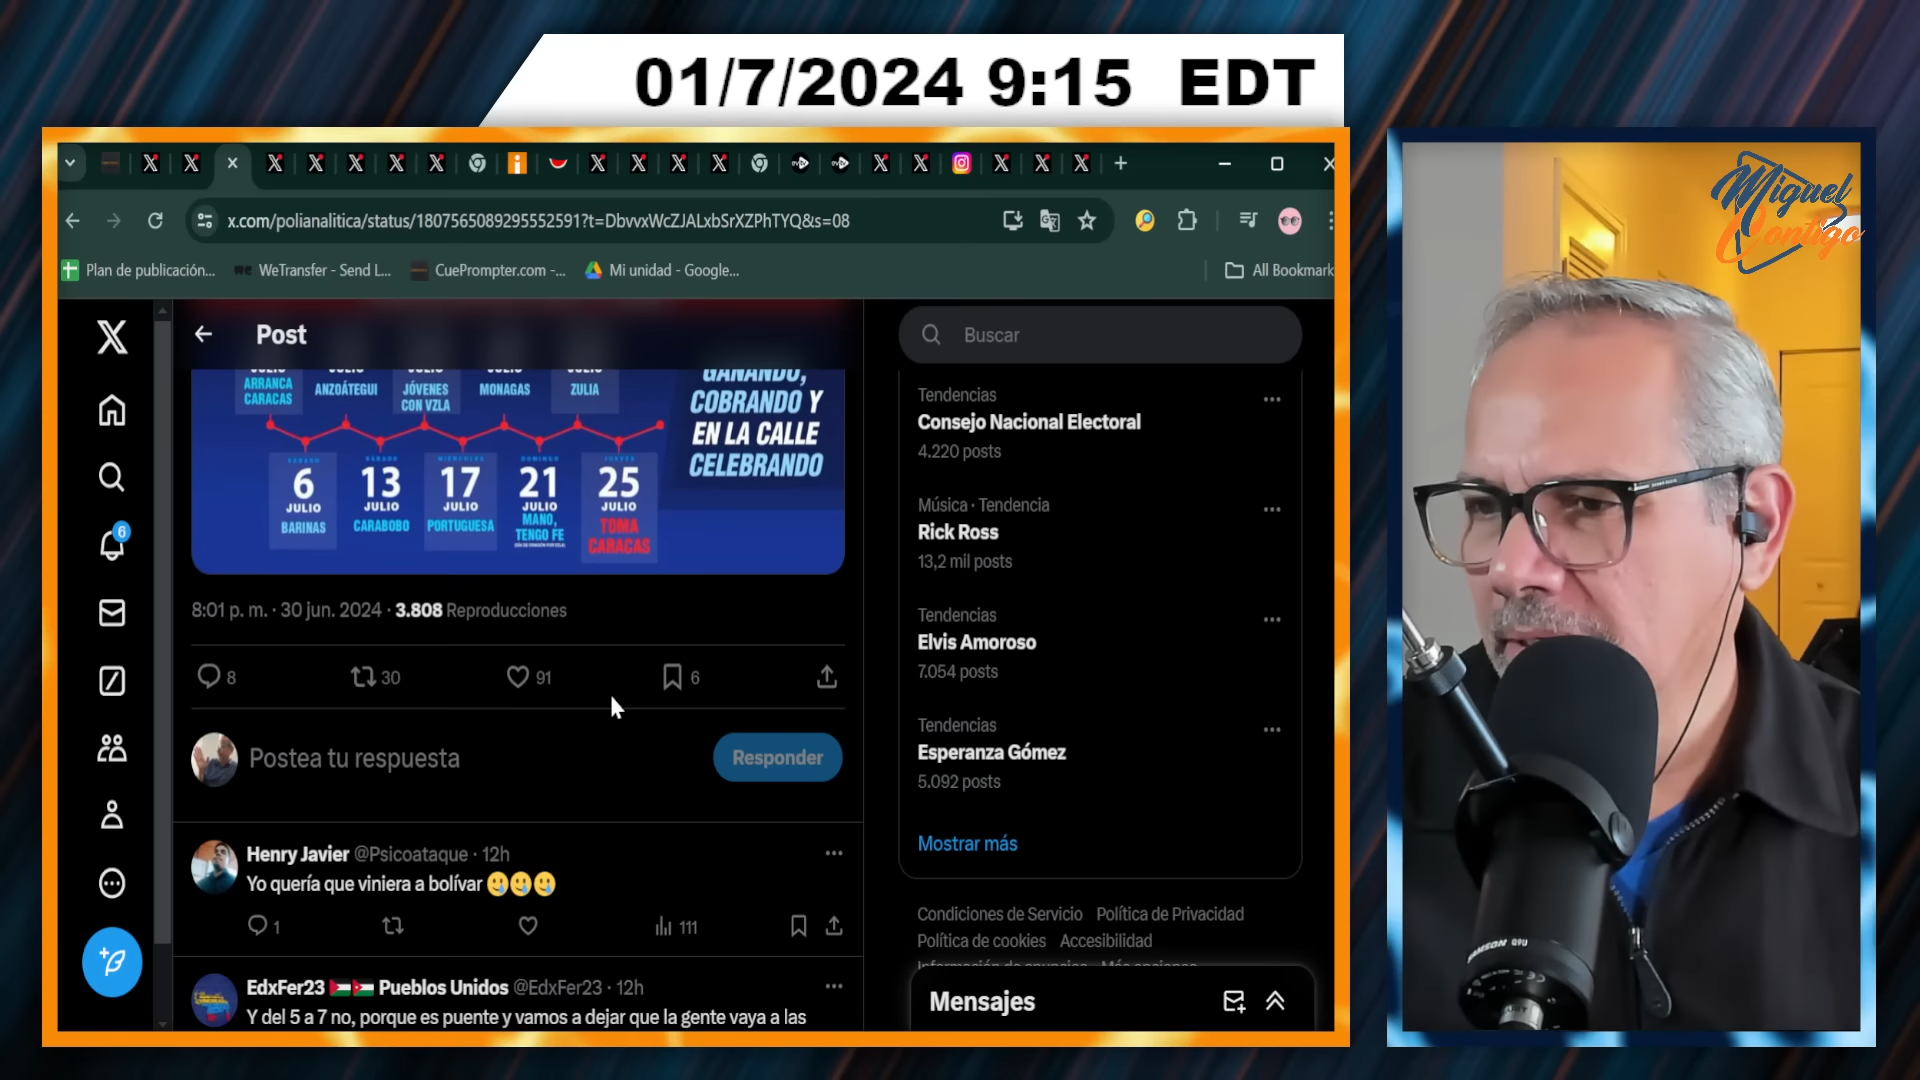 01/7/2024 9:15 EDT
x.com/polianalitica/status/1807565089295552591?t=DbvvxWcZJALxbSrXZPhTYQ&s=08
Plan de publicación...
WeTransfer - Send L...
CuePrompter.com -...
Mi unidad - Google...
All Bookmark
Post
ARRANCA
CARACAS
ANZOÁTEGUI
JÓVENES
CON VZLA
MONAGAS
ZULIA
GANANDO,
COBRANDO Y
EN LA CALLE
CELEBRANDO
6
JULIO
BARINAS
13
JULIO
CARABOBO
17
JULIO
PORTUGUESA
21
JULIO
MANO,
TENGO FE
25
JULIO
TOMA
CARACAS
8:01 p. m. · 30 jun. 2024 · 3.808 Reproducciones
8
30
91
6
6
Postea tu respuesta
Responder
Henry Javier @Psicoataque · 12h
Yo quería que viniera a bolívar 🥲🥲🥲
1
111
EdxFer23 🇵🇸🇯🇴 Pueblos Unidos @EdxFer23 · 12h
Y del 5 a 7 no, porque es puente y vamos a dejar que la gente vaya a las
Buscar
Tendencias
Consejo Nacional Electoral
4.220 posts
Música · Tendencia
Rick Ross
13,2 mil posts
Tendencias
Elvis Amoroso
7.054 posts
Tendencias
Esperanza Gómez
5.092 posts
Mostrar más
Condiciones de Servicio Política de Privacidad
Política de cookies Accesibilidad
Mensajes
Miguel
Contigo